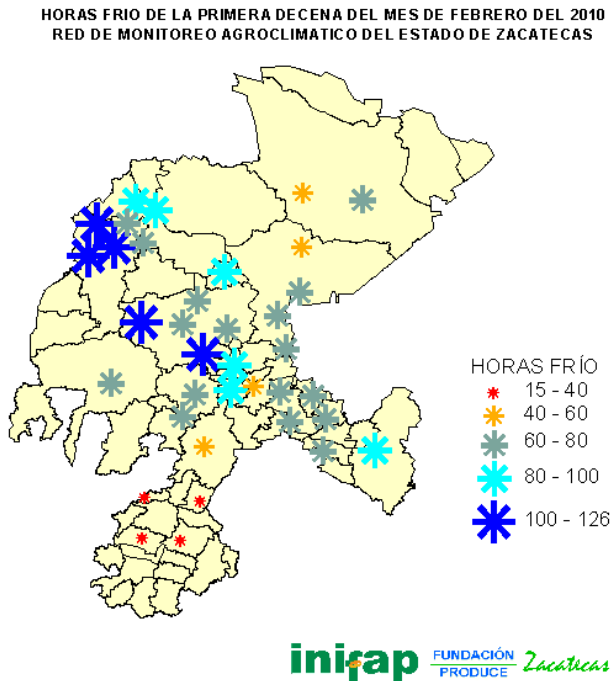 HORAS FRIO DE LA PRIMERA DECENA DEL MES DE FEBRERO DEL 2010
RED DE MONITOREO AGROCLIMATICO DEL ESTADO DE ZACATECAS
HORAS FRÍO
15 - 40
40 - 60
60 - 80
80 - 100
100 - 126
inifap
FUNDACIÓN
PRODUCE
Zacatecas